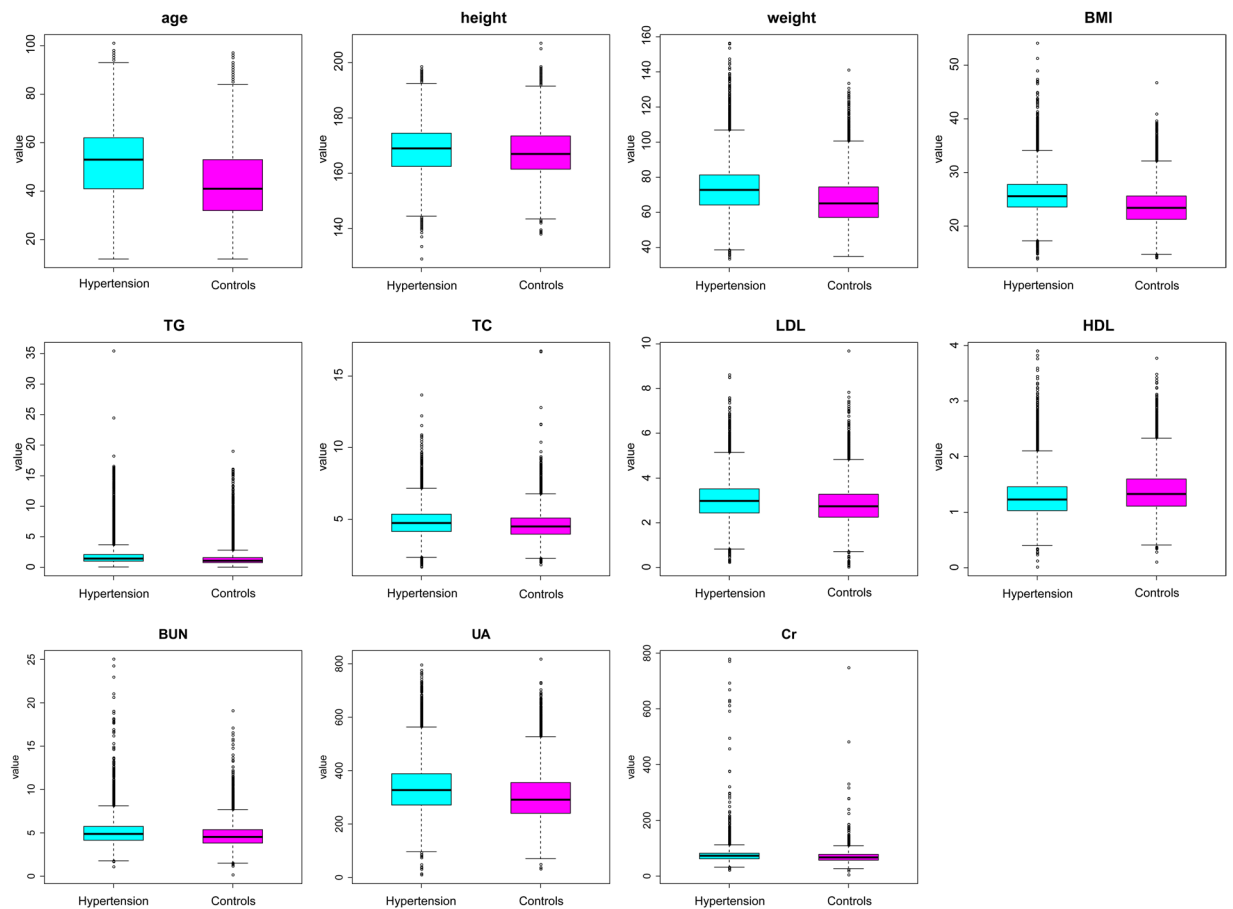 age
height
weight
BMI
value
100
80
60
40
20
Hypertension
Controls
value
200
180
160
140
Hypertension
Controls
value
160
140
120
100
80
60
40
Hypertension
Controls
value
50
40
30
20
Hypertension
Controls
TG
TC
LDL
HDL
value
35
30
25
20
15
10
5
0
Hypertension
Controls
value
15
10
5
Hypertension
Controls
value
10
8
6
4
2
0
Hypertension
Controls
value
4
3
2
1
0
Hypertension
Controls
BUN
UA
Cr
value
25
20
15
10
5
0
Hypertension
Controls
value
800
600
400
200
0
Hypertension
Controls
value
800
600
400
200
0
Hypertension
Controls